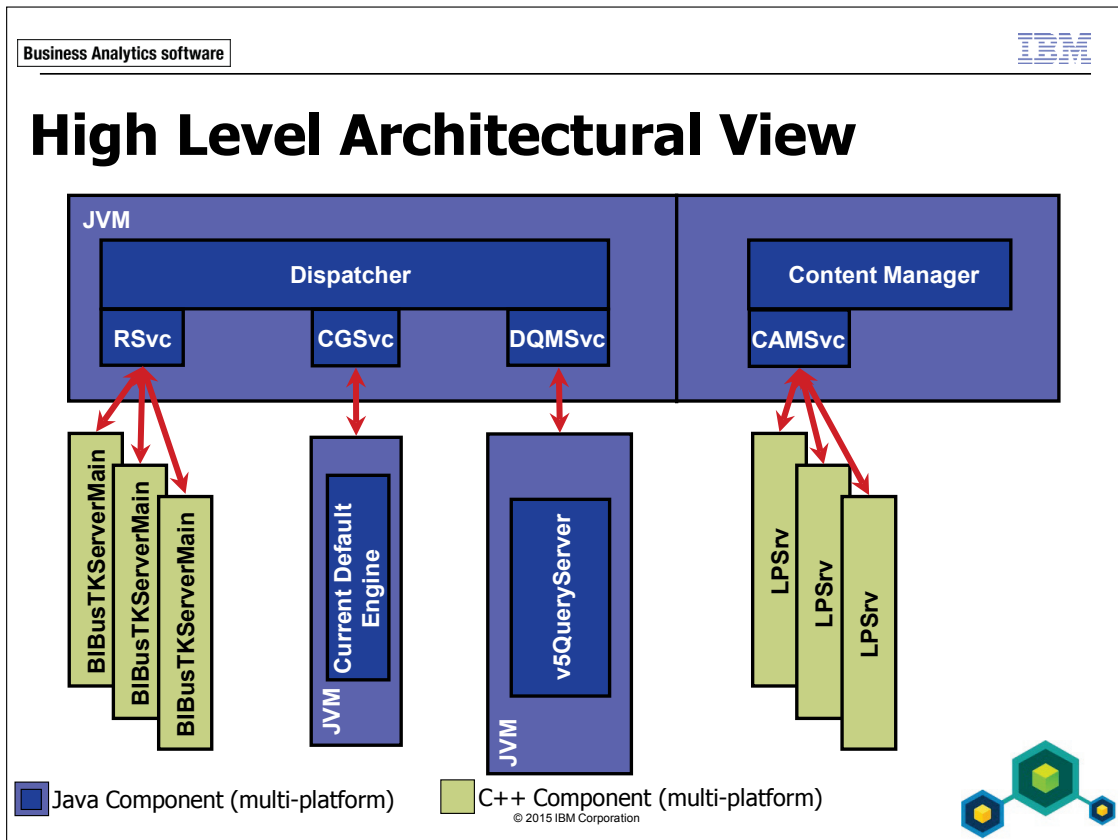 Business Analytics software
IBM
High Level Architectural View
JVM
Dispatcher
Content Manager
RSvc
CGSvc
DQMSvc
CAMSvc
BIBusTKServerMain
BIBusTKServerMain
BIBusTKServerMain
Current Default
Engine
JVM
v5QueryServer
JVM
LPSrv
LPSrv
LPSrv
Java Component (multi-platform)
C++ Component (multi-platform)
© 2015 IBM Corporation